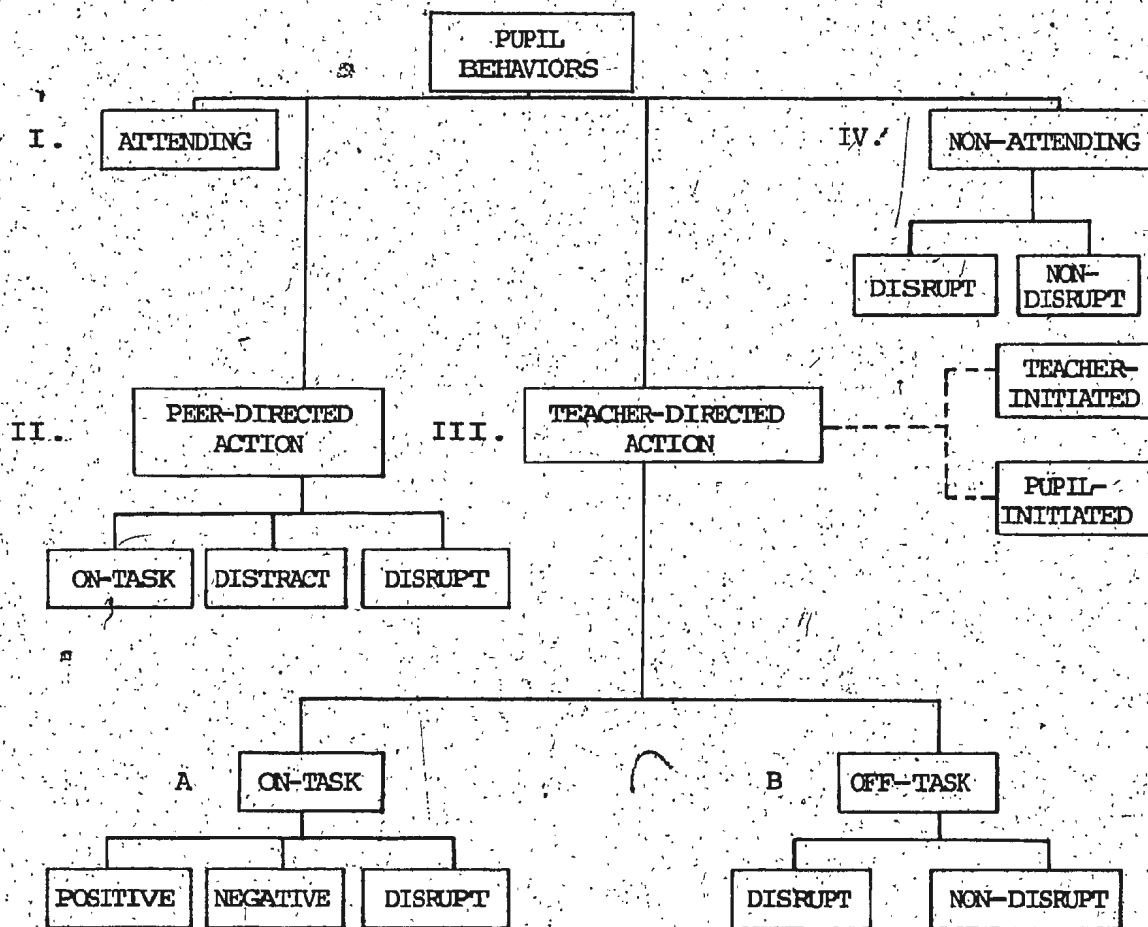 PUPIL
BEHAVIORS
I.
ATTENDING
IV.
NON-ATTENDING
DISRUPT
NON-
DISRUPT
TEACHER-
INITIATED
II.
PEER-DIRECTED
ACTION
III.
TEACHER-DIRECTED
ACTION
PUPIL-
INITIATED
ON-TASK
DISTRACT
DISRUPT
A
ON-TASK
B
OFF-TASK
POSITIVE
NEGATIVE
DISRUPT
DISRUPT
NON-DISRUPT